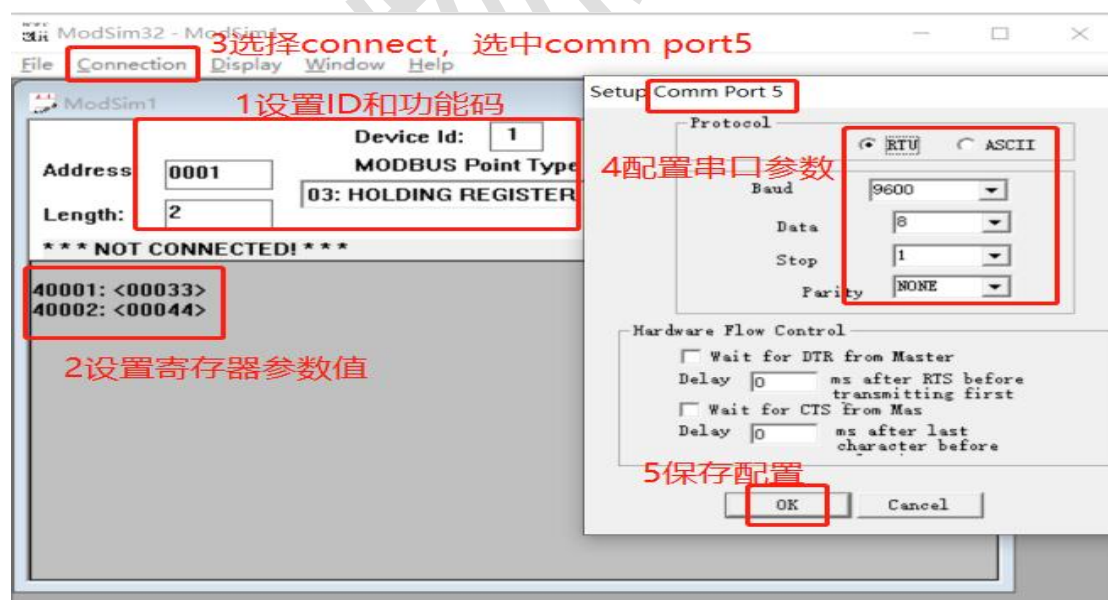 ModSim32 - ModSim1
3选择connect，选中comm port5
File Connection Display Window Help
ModSim1
1设置ID和功能码
Device Id: 1
Address: 0001
MODBUS Point Type
03: HOLDING REGISTER
Length: 2
* * * NOT CONNECTED! * * *
40001: <00033>
40002: <00044>
2设置寄存器参数值
Setup Comm Port 5
Protocol
RTU ASCII
4配置串口参数
Baud 9600
Data 8
Stop 1
Parity NONE
Hardware Flow Control
Wait for DTR from Master
Delay 0 ms after RTS before
transmitting first
Wait for CTS from Mas
Delay 0 ms after last
character before
5保存配置
OK Cancel